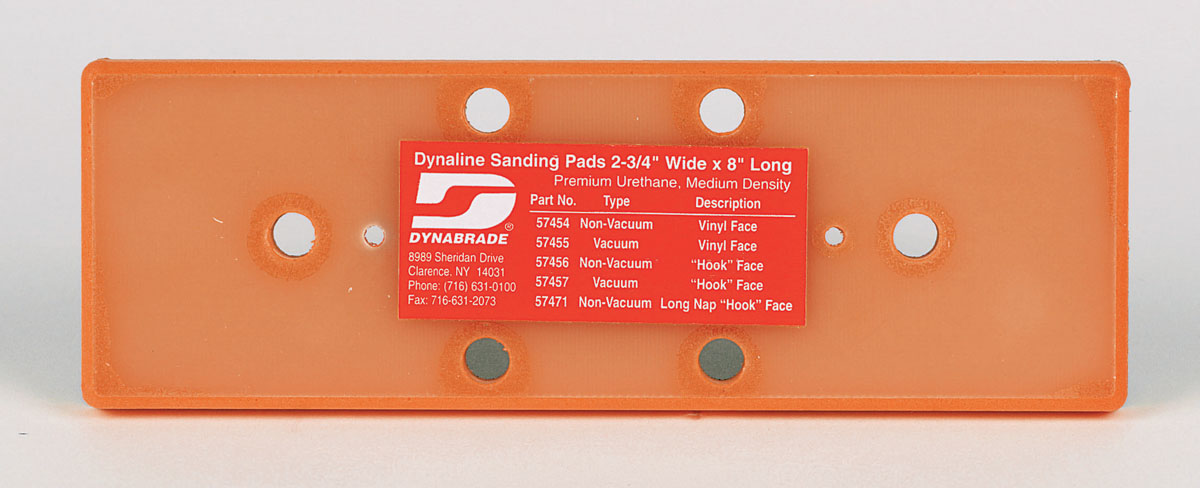 Dynaline Sanding Pads 2-3/4" Wide x 8" Long
Premium Urethane, Medium Density
Part No. Type Description
57454 Non-Vacuum Vinyl Face
57455 Vacuum Vinyl Face
57456 Non-Vacuum “Hook” Face
57457 Vacuum “Hook” Face
57471 Non-Vacuum Long Nap “Hook” Face
®
DYNABRADE
8989 Sheridan Drive
Clarence, NY 14031
Phone: (716) 631-0100
Fax: 716-631-2073